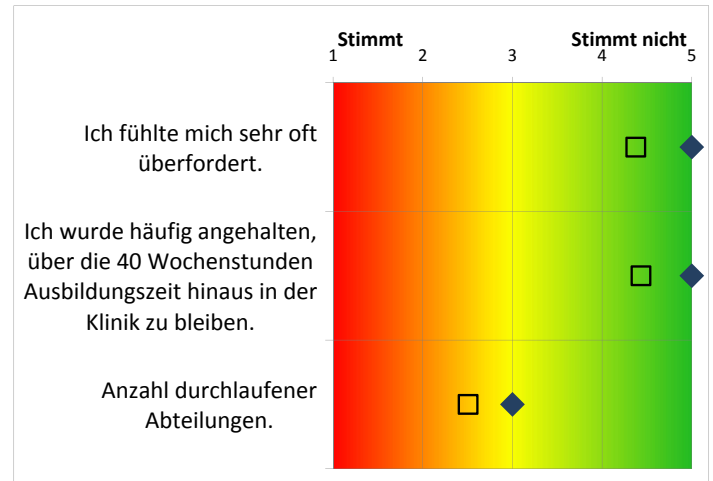 Stimmt Stimmt nicht
1 2 3 4 5
Ich fühlte mich sehr oft
überfordert.
Ich wurde häufig angehalten,
über die 40 Wochenstunden
Ausbildungszeit hinaus in der
Klinik zu bleiben.
Anzahl durchlaufener
Abteilungen.